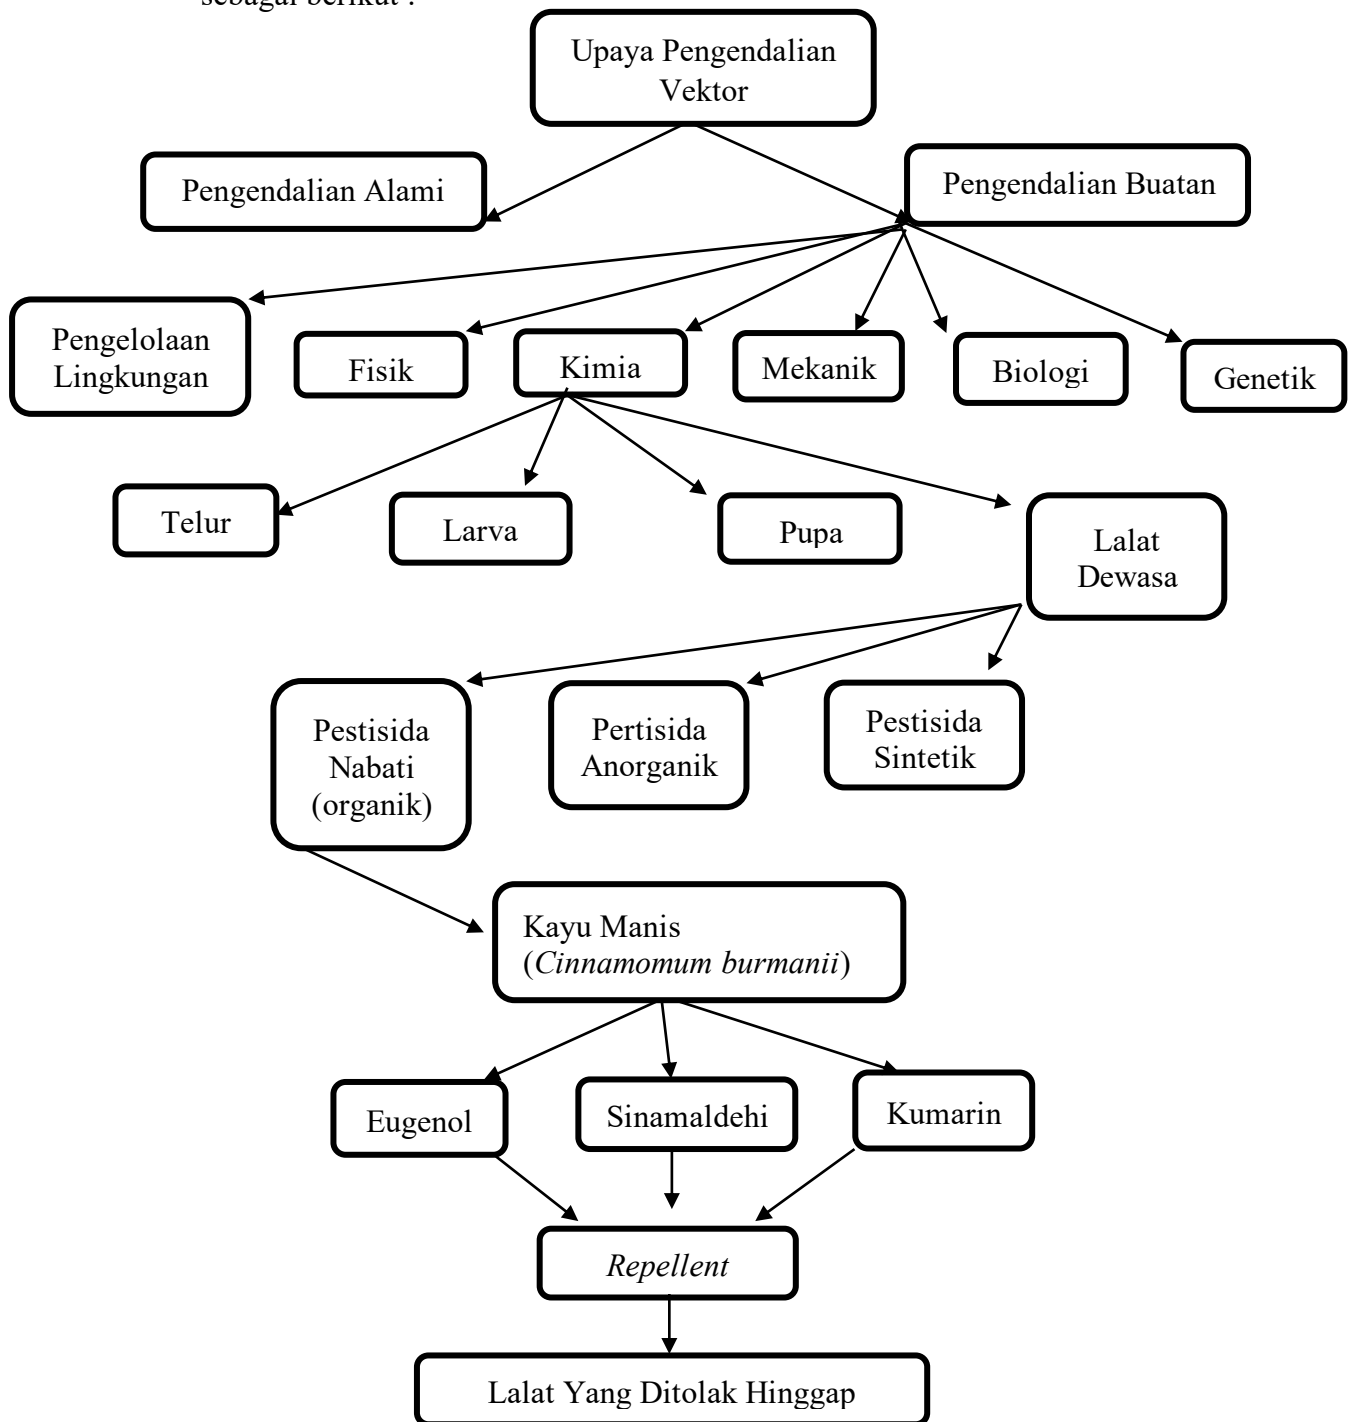 sebagai berikut :
Upaya Pengendalian
Vektor
Pengendalian Alami
Pengendalian Buatan
Pengelolaan
Lingkungan
Fisik
Kimia
Mekanik
Biologi
Genetik
Telur
Larva
Pupa
Lalat
Dewasa
Pestisida
Nabati
(organik)
Pertisida
Anorganik
Pestisida
Sintetik
Kayu Manis
(Cinnamomum burmanii)
Eugenol
Sinamaldehi
Kumarin
Repellent
Lalat Yang Ditolak Hinggap